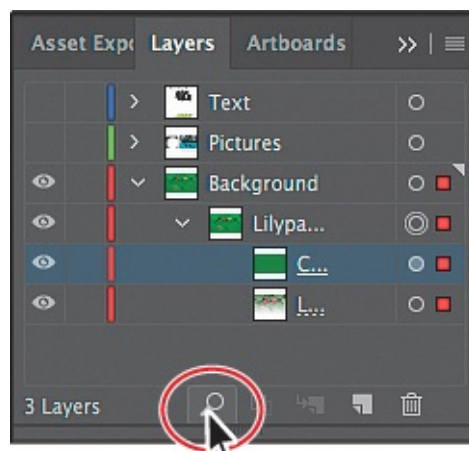 Asset Expo Layers Artboards
Text
Pictures
Background
Lilypa...
C...
L...
3 Layers